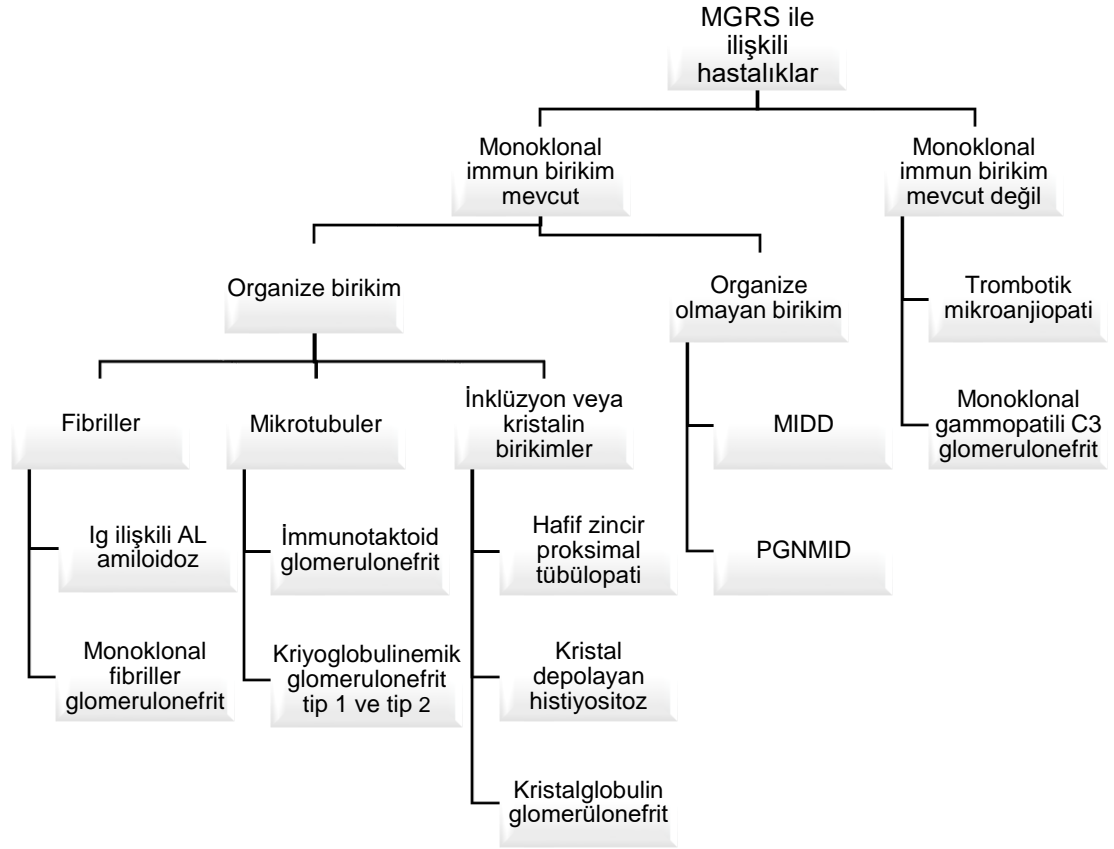 MGRS ile
ilişkili
hastalıklar
Monoklonal
immun birikim
mevcut
Monoklonal
immun birikim
mevcut değil
Organize birikim
Organize
olmayan birikim
Trombotik
mikroanjiopati
Monoklonal
gammopatili C3
glomerulonefrit
Fibriller
Mikrotubuler
İnklüzyon veya
kristalin
birikimler
MIDD
PGNMID
Ig ilişkili AL
amiloidoz
Monoklonal
fibriller
glomerulonefrit
İmmunotaktoid
glomerulonefrit
Kriyoglobulinemik
glomerulonefrit
tip 1 ve tip 2
Hafif zincir
proksimal
tübülopati
Kristal
depolayan
histiyositoz
Kristalglobulin
glomerülonefrit